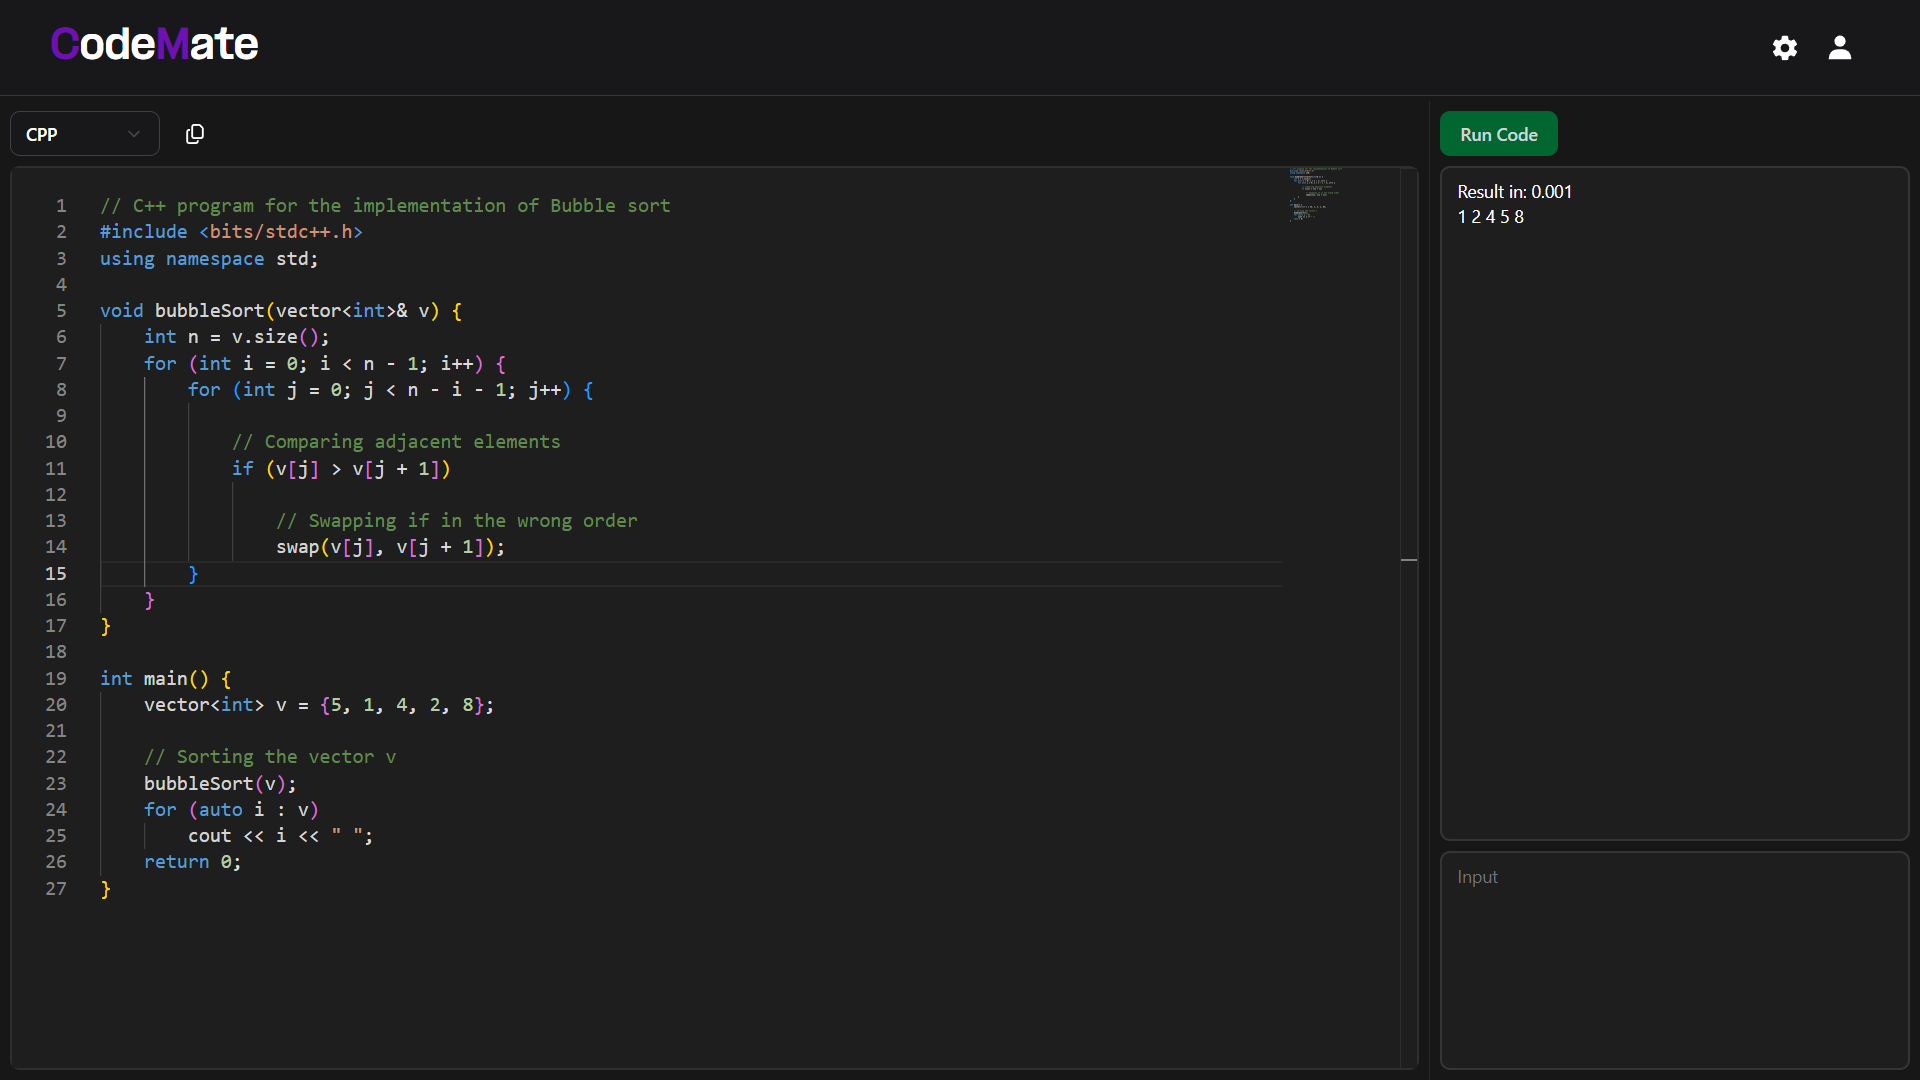 CodeMate
CPP
Run Code
1 // C++ program for the implementation of Bubble sort
2 #include <bits/stdc++.h>
3 using namespace std;
4
5 void bubbleSort(vector<int>& v) {
6     int n = v.size();
7     for (int i = 0; i < n - 1; i++) {
8         for (int j = 0; j < n - i - 1; j++) {
9
10             // Comparing adjacent elements
11             if (v[j] > v[j + 1])
12
13                 // Swapping if in the wrong order
14                 swap(v[j], v[j + 1]);
15         }
16     }
17 }
18
19 int main() {
20     vector<int> v = {5, 1, 4, 2, 8};
21
22     // Sorting the vector v
23     bubbleSort(v);
24     for (auto i : v)
25         cout << i << " ";
26     return 0;
27 }
Result in: 0.001
1 2 4 5 8
Input